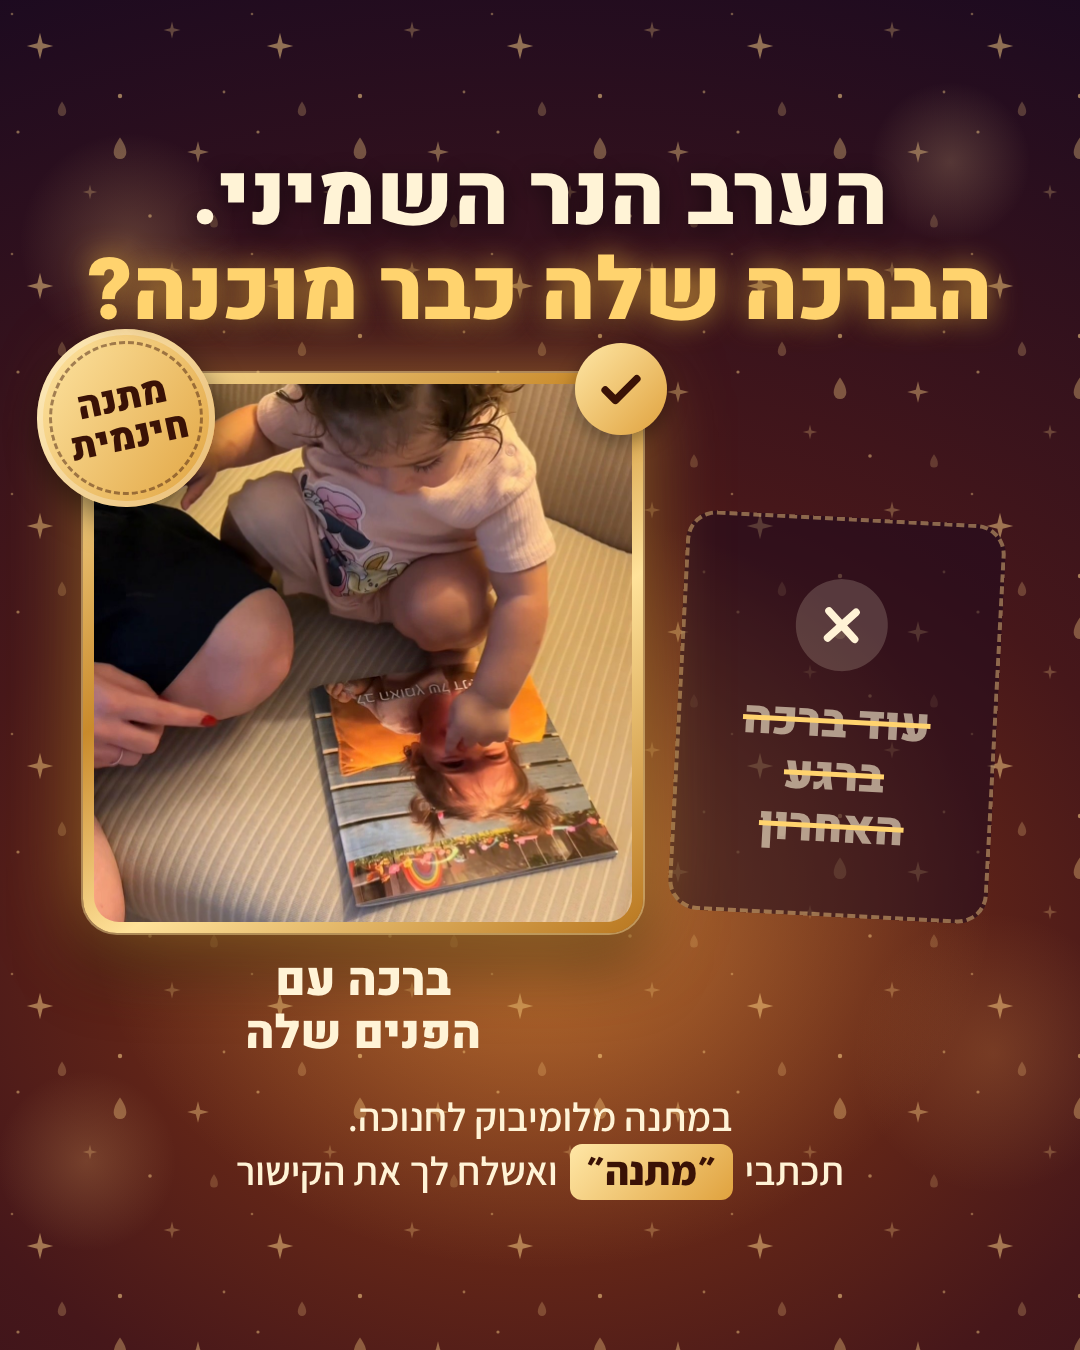 הערב הנר השמיני.
הברכה שלה כבר מוכנה?
מתנה
חינמית
עוד ברכה
ברגע
האחרון
ברכה עם
הפנים שלה
במתנה מלומיבוק לחנוכה.
תכתבי ״מתנה״ ואשלח לך את הקישור